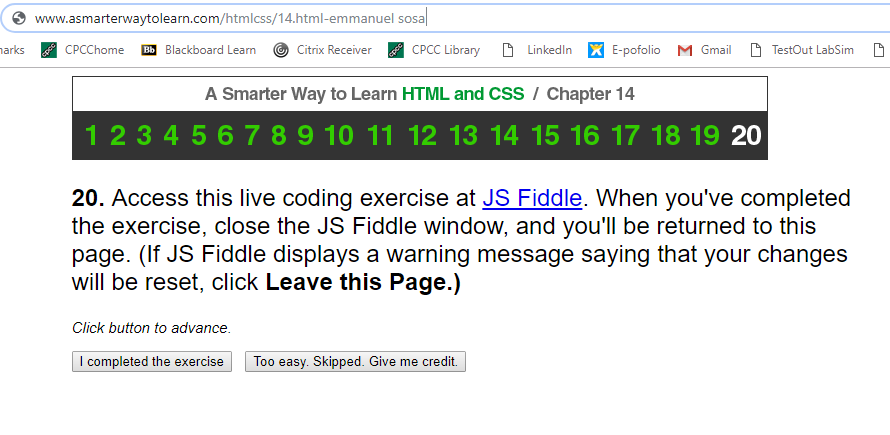 www.asmarterwaytolearn.com/htmlcss/14.html-emmanuel sosa
narks CPCChome Bb Blackboard Learn Citrix Receiver CPCC Library LinkedIn E-pofolio Gmail TestOut LabSim
A Smarter Way to Learn HTML and CSS / Chapter 14
1 2 3 4 5 6 7 8 9 10 11 12 13 14 15 16 17 18 19 20
20. Access this live coding exercise at JS Fiddle. When you've completed
the exercise, close the JS Fiddle window, and you'll be returned to this
page. (If JS Fiddle displays a warning message saying that your changes
will be reset, click Leave this Page.)
Click button to advance.
I completed the exercise Too easy. Skipped. Give me credit.